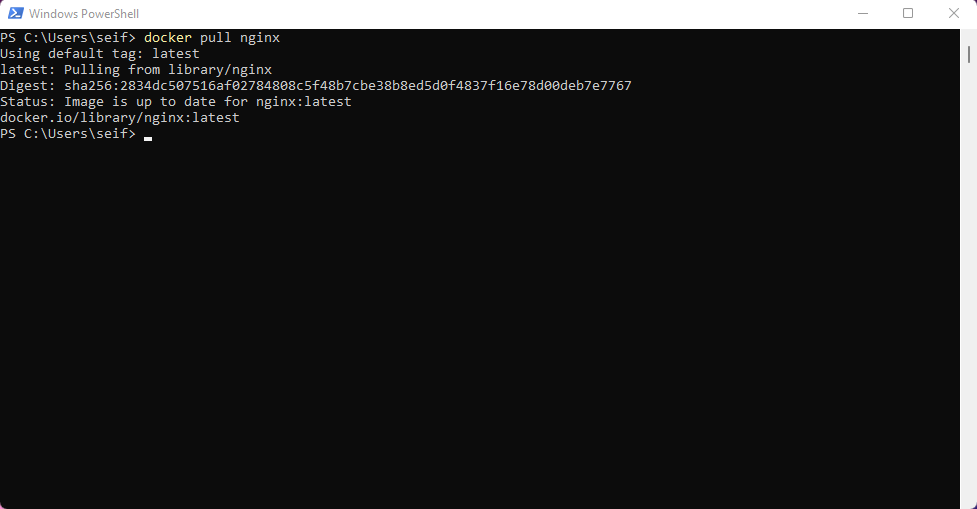 Windows PowerShell
PS C:\Users\seif> docker pull nginx
Using default tag: latest
latest: Pulling from library/nginx
Digest: sha256:2834dc507516af02784808c5f48b7cbe38b8ed5d0f4837f16e78d00deb7e7767
Status: Image is up to date for nginx:latest
docker.io/library/nginx:latest
PS C:\Users\seif>